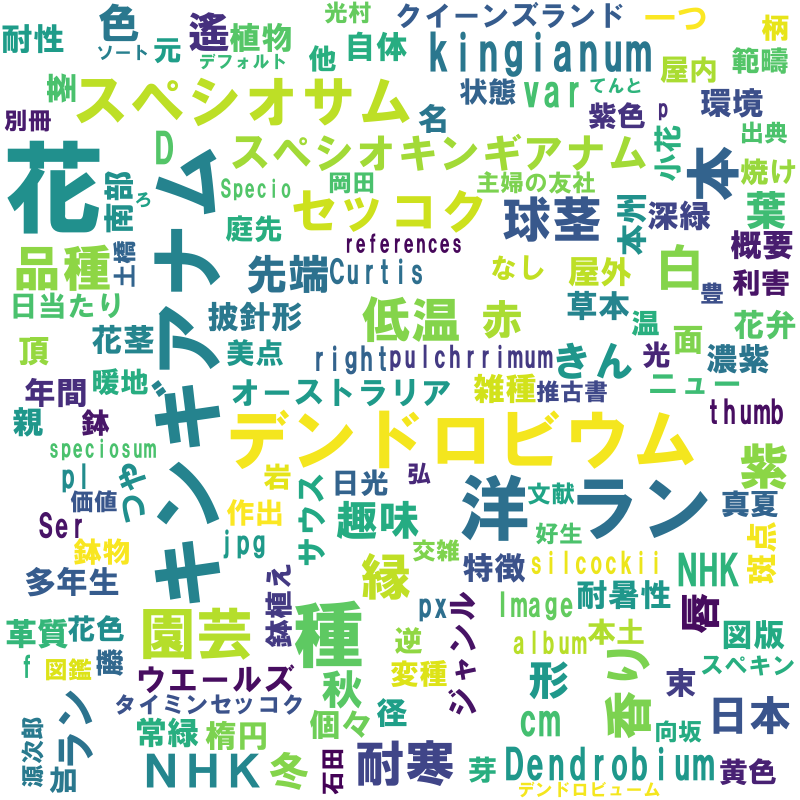 光村
クイーンズランド
一つ
柄
色
耐性
ソート
元
遙
植物
デフォルト
他
自体
kingianum
屋内
範疇
茎
スペシオサム
状態
var
てんと
環境
別冊
名
紫色
p
出典
花
D
スペシオキンギアナム
小花
本
焼け
南部
ろ
キンギアナム
Specio
岡田
主婦の友社
セッコク
球茎
本州
深緑
葉
庭先
references
概要
土橋
品種
先端
Curtis
なし
屋外
白
利害
豊
日当たり
披針形
低温
赤
草本
温
花弁
頂
花茎
美点
right
pulchrrimum
きん
光
面
濃紫
年間
暖地
オーストラリア
雑種
推古書
ニュー
親
鉢
thumb
speciosum
デンドロビウム
pl
つや
岩
日光
弘
紫
価値
サウス
洋ラン
文献
真夏
Ser
作出
趣味
好生
斑点
鉢物
jpg
交雑
特徴
silcockii
NHK
多年生
鉢植え
縁
px
Image
耐暑性
唇
革質
花色
園芸
種
逆
ジャンル
album
本土
図版
f
図鑑
藤
ウエールズ
変種
スペキン
秋
形
香り
束
加ラン
タイミンセッコク
個々
径
cm
日本
源次郎
常緑
楕円
向坂
NHK
冬
石田
耐寒
芽
Dendrobium
黄色
デンドロビューム